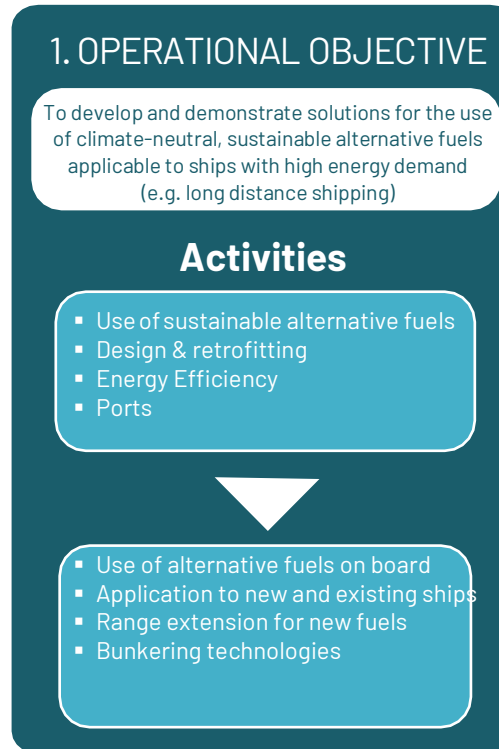 1. OPERATIONAL OBJECTIVE
To develop and demonstrate solutions for the use
of climate-neutral, sustainable alternative fuels
applicable to ships with high energy demand
(e.g. long distance shipping)
Activities
▪ Use of sustainable alternative fuels
▪ Design & retrofitting
▪ Energy Efficiency
▪ Ports
▪ Use of alternative fuels on board
▪ Application to new and existing ships
▪ Range extension for new fuels
▪ Bunkering technologies